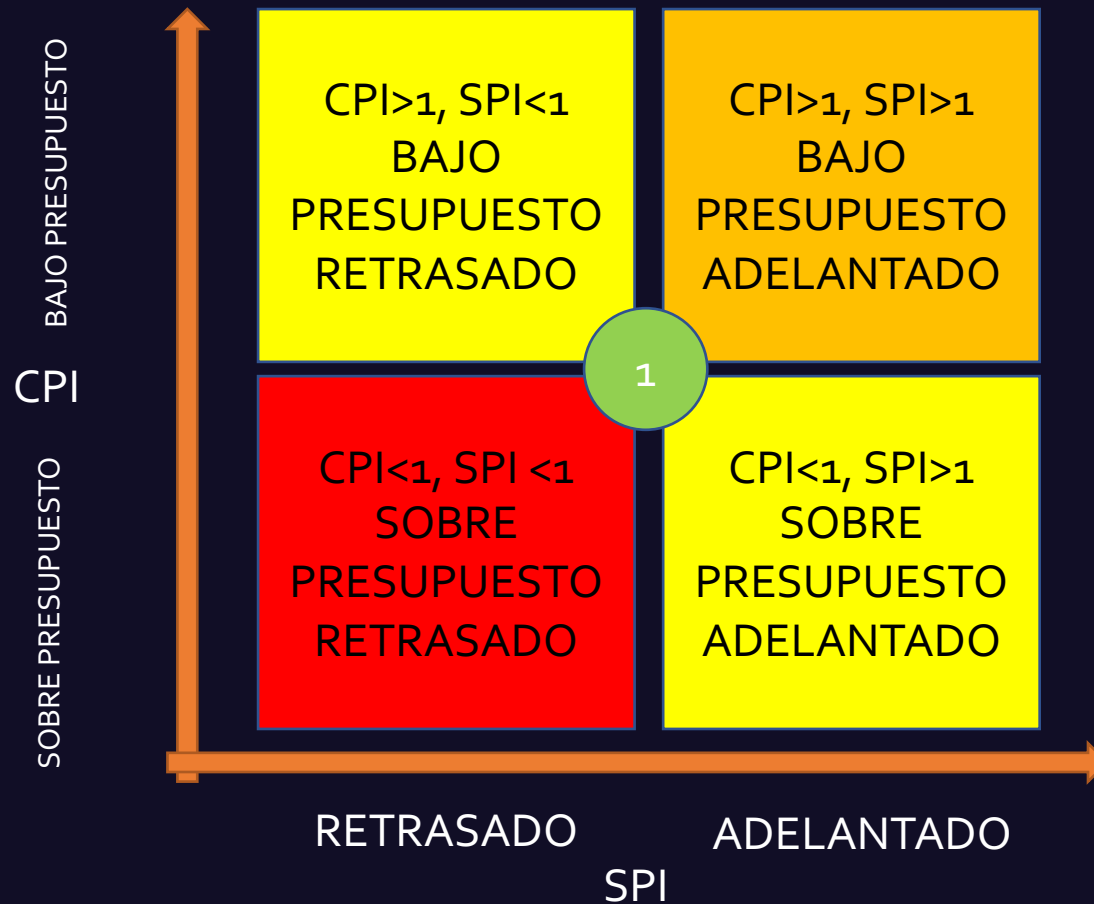 BAJO PRESUPUESTO
CPI>1, SPI<1
BAJO
PRESUPUESTO
RETRASADO
CPI>1, SPI>1
BAJO
PRESUPUESTO
ADELANTADO
1
CPI
SOBRE PRESUPUESTO
CPI<1, SPI <1
SOBRE
PRESUPUESTO
RETRASADO
CPI<1, SPI>1
SOBRE
PRESUPUESTO
ADELANTADO
RETRASADO
ADELANTADO
SPI